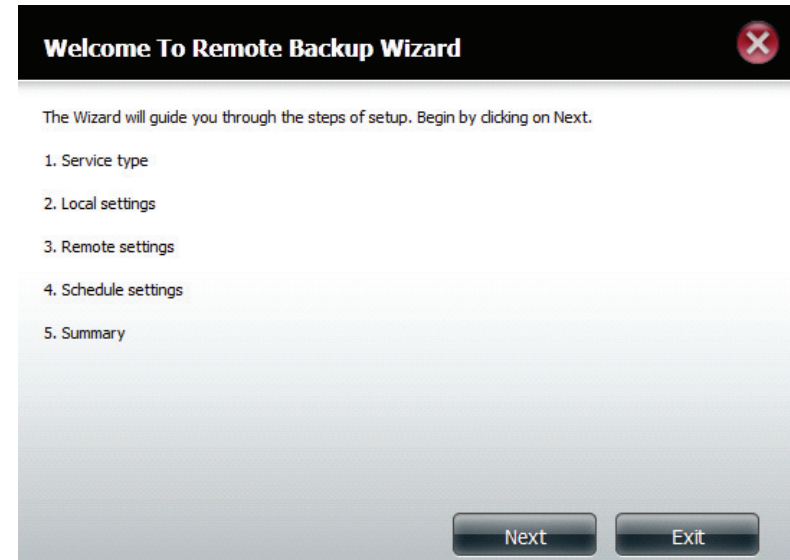 Welcome To Remote Backup Wizard
The Wizard will guide you through the steps of setup. Begin by clicking on Next.
1. Service type
2. Local settings
3. Remote settings
4. Schedule settings
5. Summary
Next
Exit